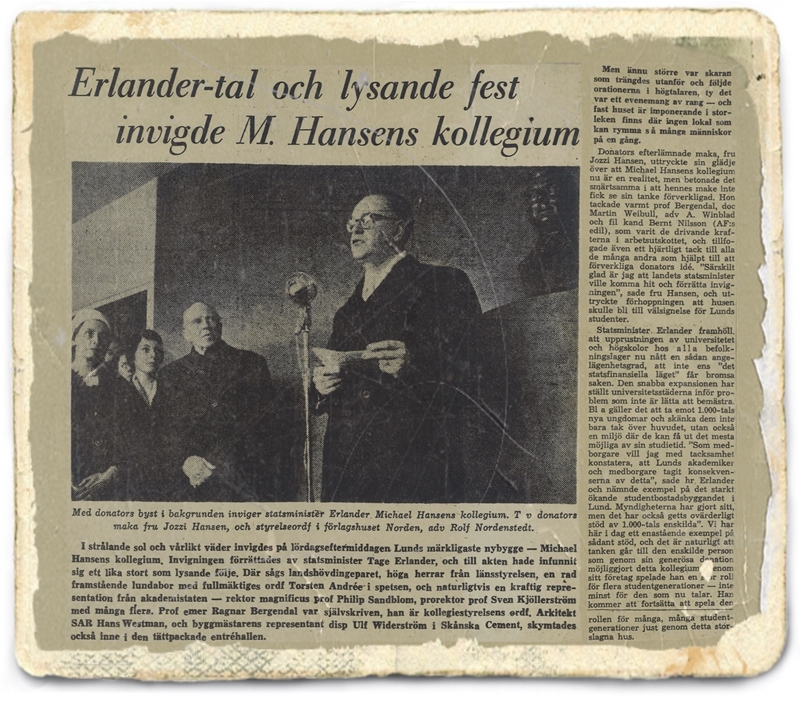 Erlander-tal och lysande fest
invigde M. Hansens kollegium
Med donators byst i bakgrunden inviger statsminister Erlander Michael Hansens kollegium. T v donators
maka fru Jozzi Hansen, och styrelseordf i förlagshuset Norden, adv Rolf Nordenstedt.
I strålande sol och vårlikt väder invigdes på lördagseftermiddagen Lunds märkligaste nybygge — Michael
Hansens kollegium. Invigningen förrättades av statsminister Tage Erlander, och till akten hade infunnit
sig ett lika stort som lysande följe. Där sågs landshövdingeparet, höga herrar från länsstyrelsen, en rad
framstående lundabor med fullmäktiges ordf Torsten Andrée i spetsen, och naturligtvis en kraftig repre-
sentation från akademistaten — rektor magnificus prof Philip Sandblom, prorektor prof Sven Kjöllerström
med många flera. Prof emer Ragnar Bergendal var självskriven, han är kollegiestyrelsens ordf. Arkitekt
SAR Hans Westman, och byggmästarens representant disp Ulf Widerström i Skånska Cement, skymtades
också inne i den tättpackade entréhallen.
Men ännu större var skaran
som trängdes utanför och följde
orationerna i högtalaren, ty det
var ett evenemang av rang — och
fast huset är imponerande i stor-
leken finns där ingen lokal som
kan rymma så många människor
på en gång.
Donators efterlämnade maka, fru
Jozzi Hansen, uttryckte sin glädje
över att Michael Hansens kollegium
nu är en realitet, men betonade det
smärtsamma i att hennes make inte
fick se sin tanke förverkligad. Hon
tackade varmt prof Bergendal, doc
Martin Weibull, adv A. Winblad
och fil kand Bernt Nilsson (AF:s
edil), som varit de drivande kraf-
terna i arbetsutskottet, och tillfo-
gade även ett hjärtligt tack till alla
de många andra som hjälpt till att
förverkliga donators idé. "Särskilt
glad är jag att landets statsminister
ville komma hit och förrätta invig-
ningen", sade fru Hansen, och ut-
tryckte förhoppningen att husen
skulle bli till välsignelse för Lunds
studenter.
Statsminister Erlander framhöll,
att upprustningen av universitetet
och högskolor hos alla befolk-
ningslager nu nått en sådan ange-
lägenhetsgrad, att inte ens "det
statsfinansiella läget" får bromsa
saken. Den snabba expansionen har
ställt universitetsstäderna inför pro-
blem som inte är lätta att bemästra.
Bl a gäller det att ta emot 1.000-tals
nya ungdomar och skänka dem inte
bara tak över huvudet, utan också
en miljö där de kan få ut det mesta
möjliga av sin studietid. "Som med-
borgare vill jag med tacksamhet
konstatera, att Lunds akademiker
och medborgare tagit konsekven-
serna av detta", sade hr Erlander
och nämnde exempel på det starkt
ökande studentbostadsbyggandet i
Lund. Myndigheterna har gjort sitt,
men det har också getts ovärderligt
stöd av 1.000-tals enskilda". Vi har
här i dag ett enastående exempel på
sådant stöd, och det är naturligt att
tanken går till den enskilde person
som genom sin generösa donation
möjliggjort detta kollegium genom
att företag spelade han en roll
för flera studentgenerationer — inte
minst för den som nu talar. Han
kommer att fortsätta att spela der
rollen för många, många student-
generationer just genom detta stor-
slagna hus.